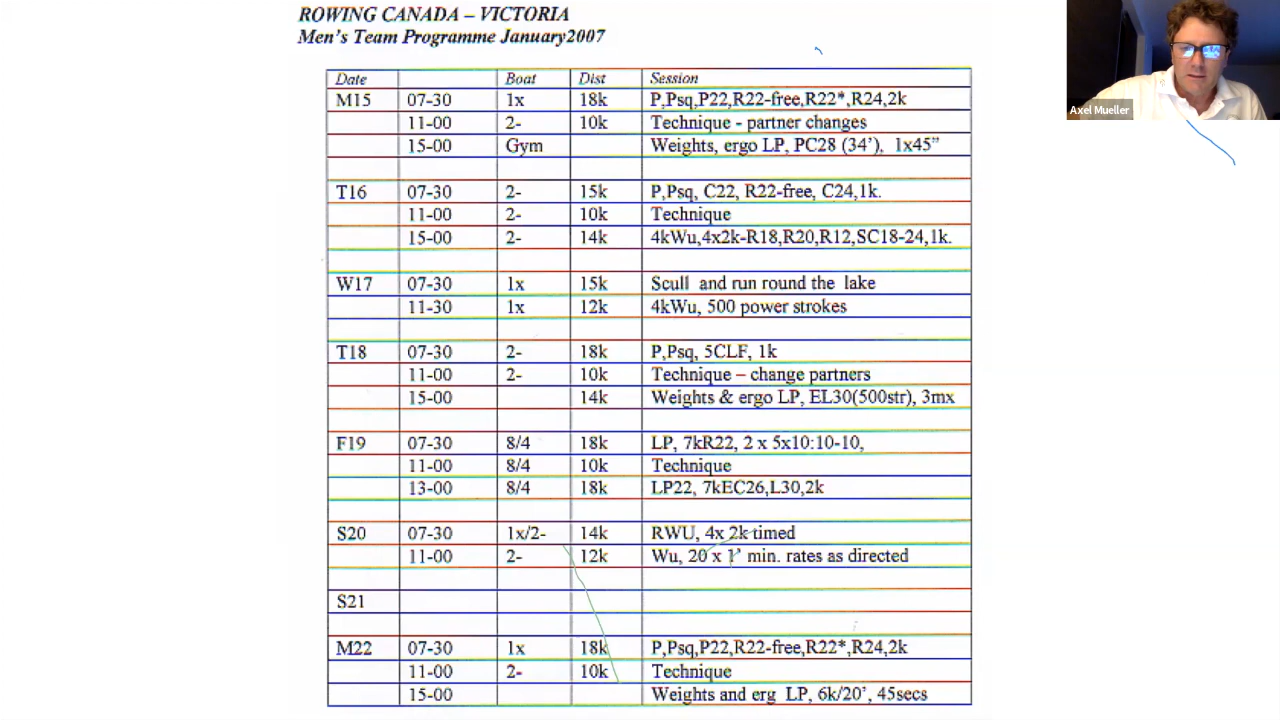 ROWING CANADA – VICTORIA
Men's Team Programme January2007
Date Boat Dist Session
M15 07-30 1x 18k P,Psq,P22,R22-free,R22*,R24,2k
11-00 2- 10k Technique - partner changes
15-00 Gym Weights, ergo LP, PC28 (34’), 1x45”
T16 07-30 2- 15k P,Psq, C22, R22-free, C24,1k.
11-00 2- 10k Technique
15-00 2- 14k 4kWu,4x2k-R18,R20,R12,SC18-24,1k.
W17 07-30 1x 15k Scull and run round the lake
11-30 1x 12k 4kWu, 500 power strokes
T18 07-30 2- 18k P,Psq, 5CLF, 1k
11-00 2- 10k Technique – change partners
15-00 14k Weights & ergo LP, EL30(500str), 3mx
F19 07-30 8/4 18k LP, 7kR22, 2 x 5x10:10-10,
11-00 8/4 10k Technique
13-00 8/4 18k LP22, 7kEC26,L30,2k
S20 07-30 1x/2- 14k RWU, 4x 2k timed
11-00 2- 12k Wu, 20 x 1’ min. rates as directed
S21
M22 07-30 1x 18k P,Psq,P22,R22-free,R22*,R24,2k
11-00 2- 10k Technique
15-00 Weights and erg LP, 6k/20’, 45secs
Axel Mueller